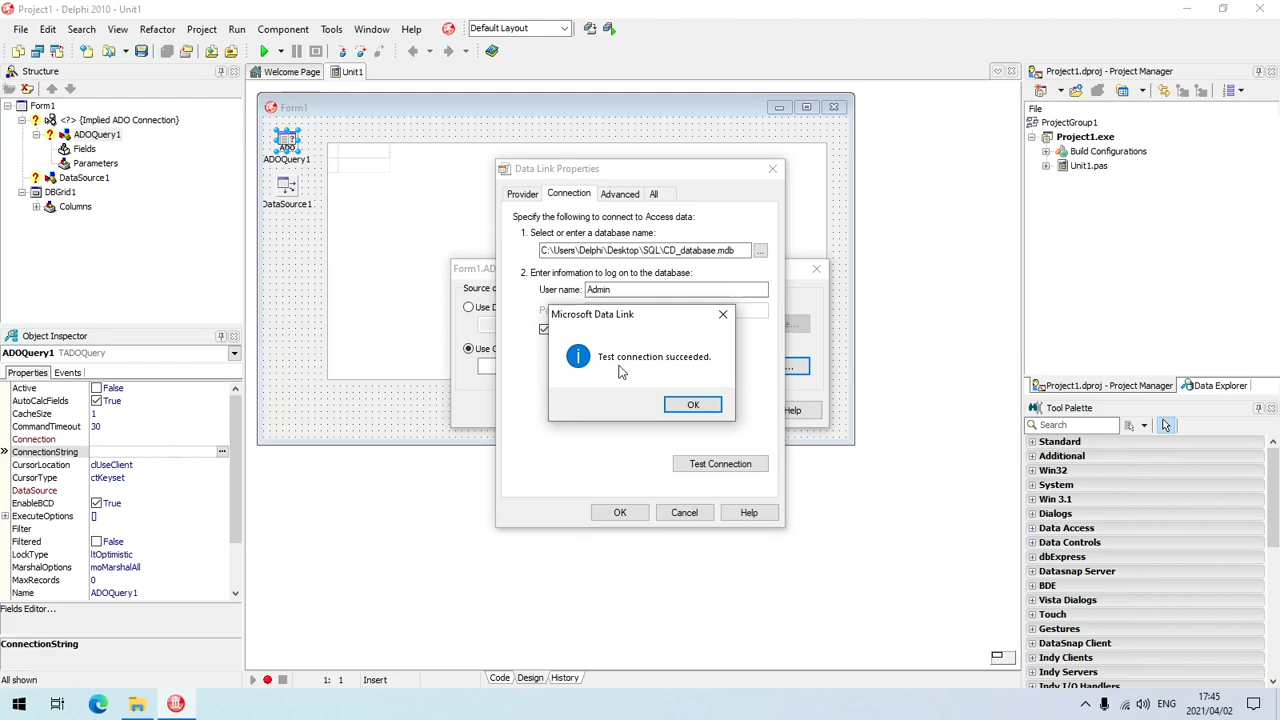 Project1 - Delphi 2010 - Unit1
File Edit Search View Refactor Project Run Component Tools Window Help Default Layout
Structure
Form1
<?> {Implied ADO Connection}
ADOQuery1
Fields
Parameters
DataSource1
DBGrid1
Columns
Object Inspector
ADOQuery1 TADOQuery
Properties Events
Active False
AutoCalcFields True
CacheSize 1
CommandTimeout 30
Connection
ConnectionString
CursorLocation clUseClient
CursorType ctKeyset
DataSource
EnableBCD True
ExecuteOptions []
Filter
Filtered False
LockType ltOptimistic
MarshalOptions moMarshalAll
MaxRecords 0
Name ADOQuery1
Fields Editor...
ConnectionString
All shown
Welcome Page Unit1
Form1
ADO
ADOQuery1
DataSource1
Form1.AD
Source o
Use D
Use C
Help
Data Link Properties
Provider Connection Advanced All
Specify the following to connect to Access data:
1. Select or enter a database name:
C:\Users\Delphi\Desktop\SQL\CD_database.mdb ...
2. Enter information to log on to the database:
User name: Admin
Microsoft Data Link
Test connection succeeded.
OK
Test Connection
OK Cancel Help
1: 1 Insert Code Design History
Project1.dproj - Project Manager
File
ProjectGroup1
Project1.exe
Build Configurations
Unit1.pas
Project1.dproj - Project Manager Data Explorer
Tool Palette
Search
Standard
Additional
Win32
System
Win 3.1
Dialogs
Data Access
Data Controls
dbExpress
Datasnap Server
BDE
Vista Dialogs
Touch
Gestures
DataSnap Client
Indy Clients
Indy Servers
Indy I/O Handlers
ENG
17:45
2021/04/02